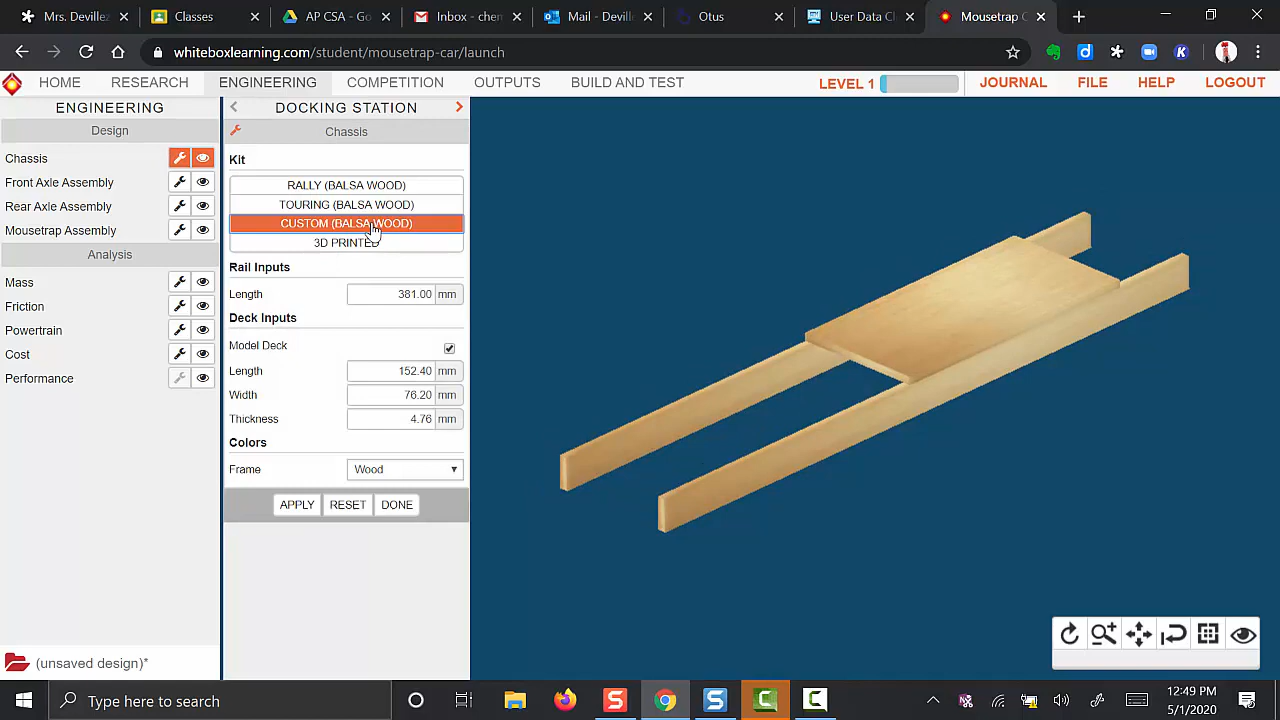 Mrs. Devillez
Classes
AP CSA - Go
Inbox - chem
Mail - Deville
Otus
User Data Cl
Mousetrap C
whiteboxlearning.com/student/mousetrap-car/launch
HOME
RESEARCH
ENGINEERING
COMPETITION
OUTPUTS
BUILD AND TEST
LEVEL 1
JOURNAL
FILE
HELP
LOGOUT
ENGINEERING
Design
Chassis
Front Axle Assembly
Rear Axle Assembly
Mousetrap Assembly
Analysis
Mass
Friction
Powertrain
Cost
Performance
(unsaved design)*
DOCKING STATION
Chassis
Kit
RALLY (BALSA WOOD)
TOURING (BALSA WOOD)
CUSTOM (BALSA WOOD)
3D PRINTED
Rail Inputs
Length 381.00 mm
Deck Inputs
Model Deck
Length 152.40 mm
Width 76.20 mm
Thickness 4.76 mm
Colors
Frame Wood
APPLY RESET DONE
Type here to search
12:49 PM
5/1/2020